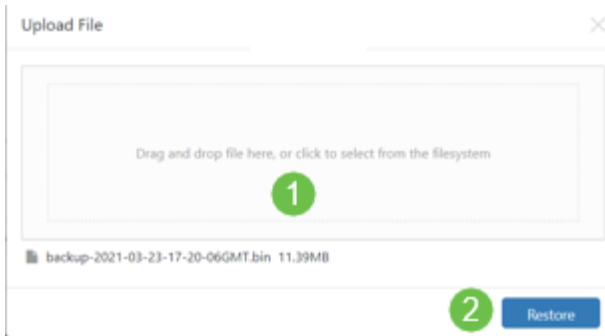 Upload File
Drag and drop file here, or click to select from the filesystem
1
backup-2021-03-23-17-20-06GMT.bin 11.39MB
2 Restore